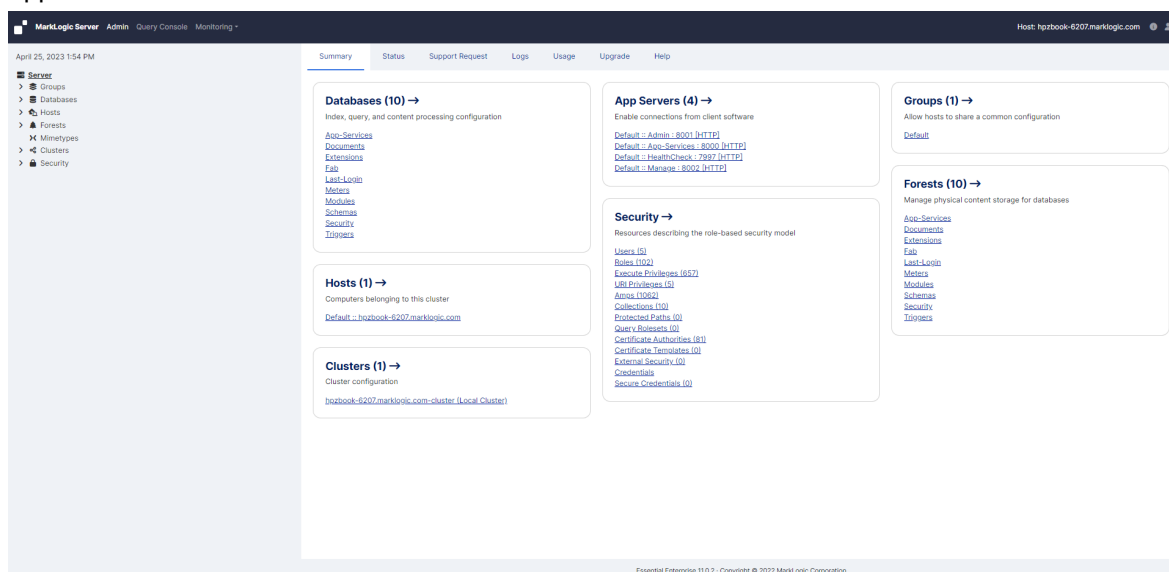 MarkLogic Server Admin Query Console Monitoring
Host: hpzbook-6207.marklogic.com
April 25, 2023 1:54 PM
Server
Groups
Databases
Hosts
Forests
Mimetypes
Clusters
Security
Summary Status Support Request Logs Usage Upgrade Help
Databases (10) →
Index, query, and content processing configuration
App-Services
Documents
Extensions
Fab
Last-Login
Meters
Modules
Schemas
Security
Triggers
Hosts (1) →
Computers belonging to this cluster
Default :: hpzbook-6207.marklogic.com
Clusters (1) →
Cluster configuration
hpzbook-6207.marklogic.com-cluster (Local Cluster)
App Servers (4) →
Enable connections from client software
Default :: Admin : 8001 [HTTP]
Default :: App-Services : 8000 [HTTP]
Default :: HealthCheck : 7997 [HTTP]
Default :: Manage : 8002 [HTTP]
Security →
Resources describing the role-based security model
Users (5)
Roles (102)
Execute Privileges (657)
URI Privileges (5)
Amps (1062)
Collections (10)
Protected Paths (0)
Query Rolesets (0)
Certificate Authorities (81)
Certificate Templates (0)
External Security (0)
Credentials
Secure Credentials (0)
Groups (1) →
Allow hosts to share a common configuration
Default
Forests (10) →
Manage physical content storage for databases
App-Services
Documents
Extensions
Fab
Last-Login
Meters
Modules
Schemas
Security
Triggers
Essential Enterprise 11.0.2 - Copyright © 2022 MarkLogic Corporation